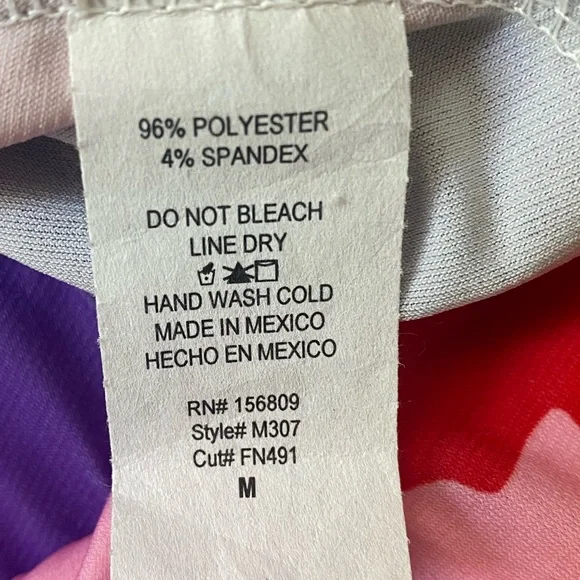 96% POLYESTER
4% SPANDEX
DO NOT BLEACH
LINE DRY
HAND WASH COLD
MADE IN MEXICO
HECHO EN MEXICO
RN# 156809
Style# M307
Cut# FN491
M